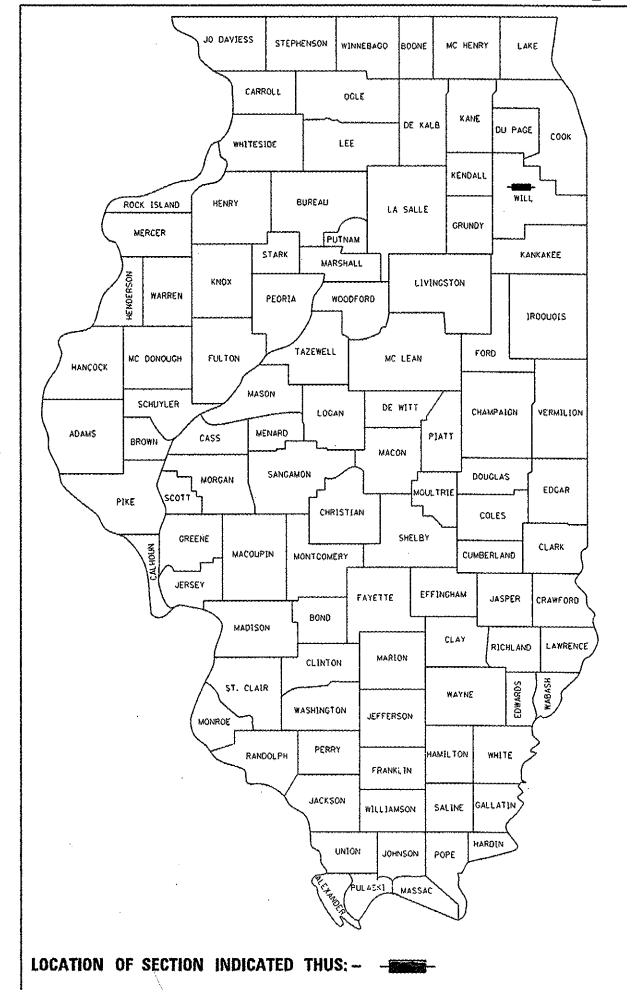 JO DAVIESS STEPHENSON WINNEBAGO BOONE MC HENRY LAKE
CARROLL OGLE DE KALB KANE DU PAGE COOK
WHITESIDE LEE KENDALL
ROCK ISLAND HENRY BUREAU LA SALLE GRUNDY WILL
MERCER PUTNAM
STARK MARSHALL KANKAKEE
HENDERSON WARREN KNOX PEORIA WOODFORD LIVINGSTON
IROQUOIS
HANCOCK MC DONOUGH FULTON TAZEWELL MC LEAN FORD
SCHUYLER MASON LOGAN DE WITT CHAMPAIGN VERMILION
ADAMS BROWN CASS MENARD MACON PIATT
PIKE SCOTT MORGAN SANGAMON CHRISTIAN MOULTRIE DOUGLAS EDGAR
COLES
CALHOUN GREENE MACOUPIN MONTGOMERY SHELBY CUMBERLAND CLARK
JERSEY FAYETTE EFFINGHAM JASPER CRAWFORD
MADISON BOND CLAY RICHLAND LAWRENCE
CLINTON MARION
ST. CLAIR WAYNE EDWARDS WABASH
MONROE WASHINGTON JEFFERSON
RANDOLPH PERRY HAMILTON WHITE
FRANKLIN
JACKSON WILLIAMSON SALINE GALLATIN
UNION JOHNSON POPE HARDIN
ALEXANDER PULASKI MASSAC
LOCATION OF SECTION INDICATED THUS: -